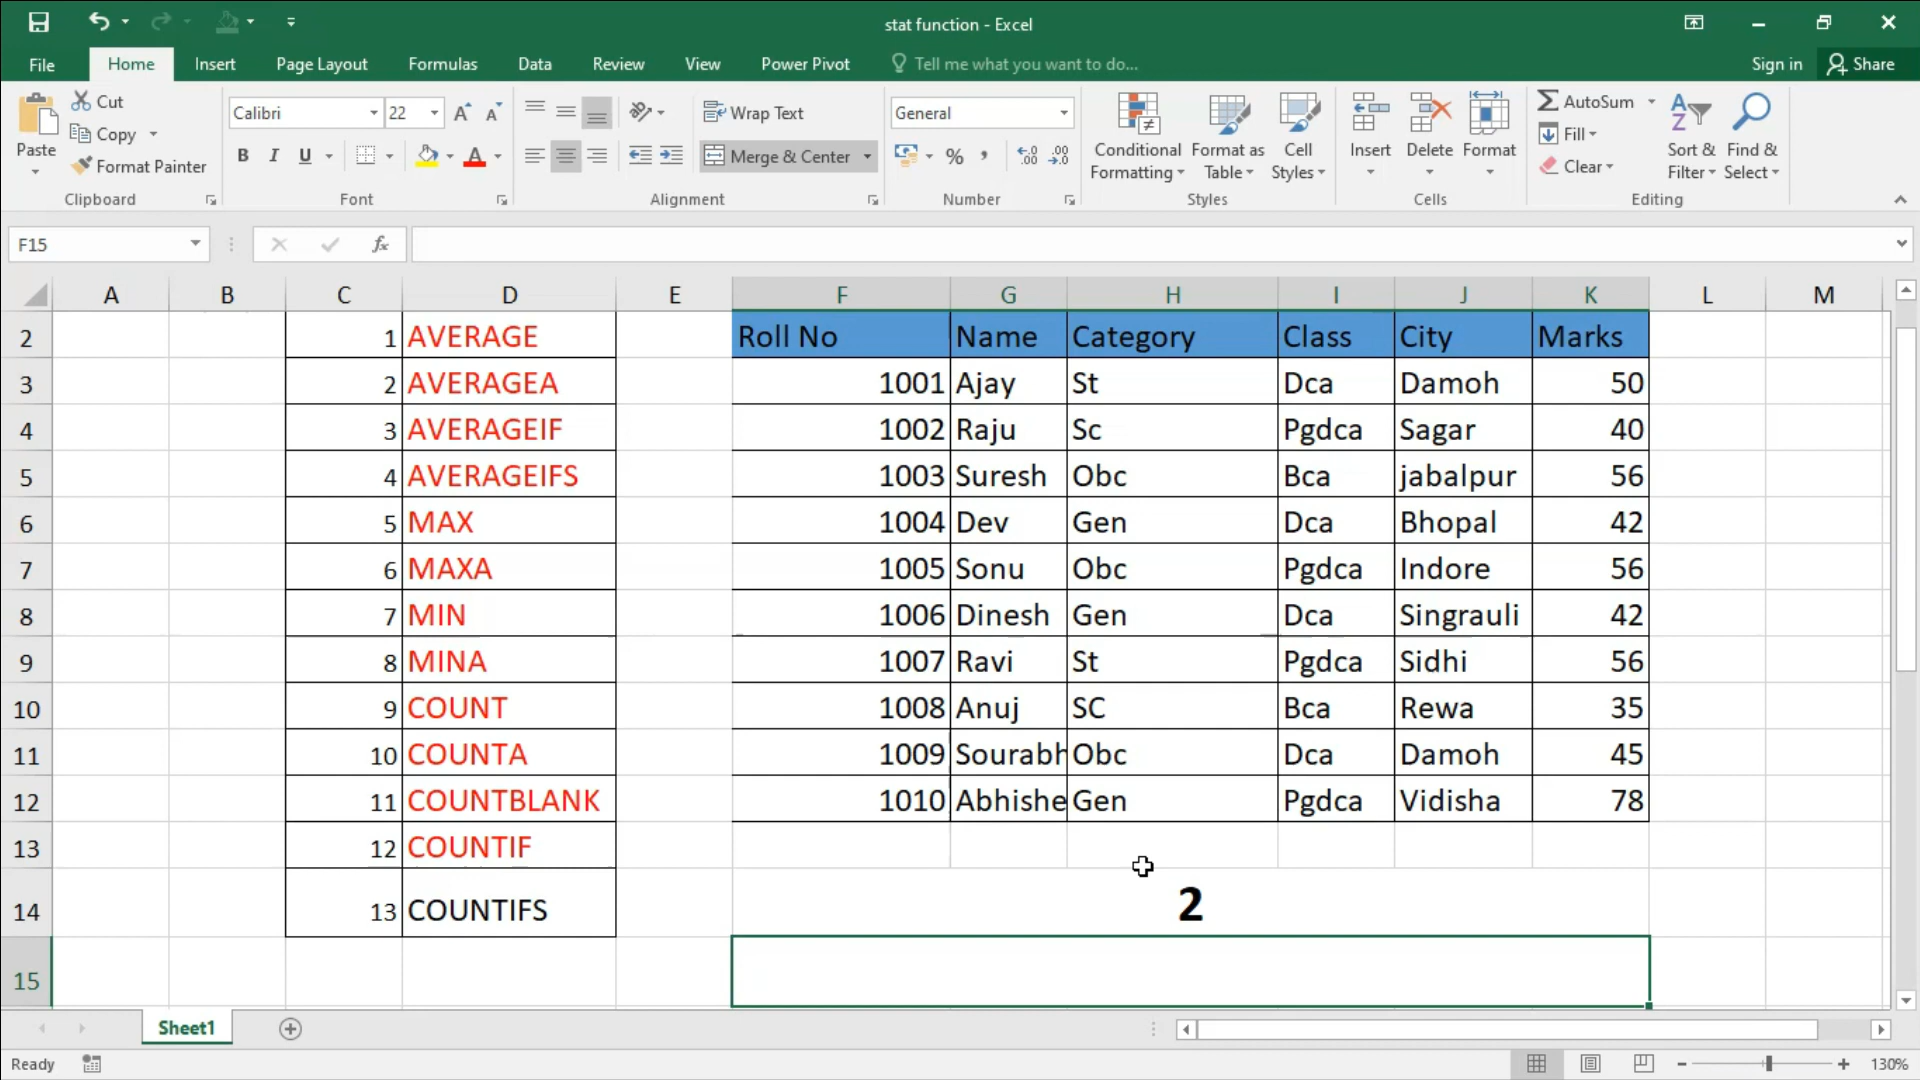 stat function - Excel
File Home Insert Page Layout Formulas Data Review View Power Pivot Tell me what you want to do... Sign in Share
Paste Cut Copy Format Painter
Clipboard
Calibri 22 A A
B I U A
Font
Wrap Text
Merge & Center
Alignment
General
% , .00 .0
Number
Conditional Formatting Format as Table Cell Styles
Styles
Insert Delete Format
Cells
AutoSum Fill Clear Sort & Filter Find & Select
Editing
F15 fx
A B C D E F G H I J K L M
2 1 AVERAGE Roll No Name Category Class City Marks
3 2 AVERAGEA 1001 Ajay St Dca Damoh 50
4 3 AVERAGEIF 1002 Raju Sc Pgdca Sagar 40
5 4 AVERAGEIFS 1003 Suresh Obc Bca jabalpur 56
6 5 MAX 1004 Dev Gen Dca Bhopal 42
7 6 MAXA 1005 Sonu Obc Pgdca Indore 56
8 7 MIN 1006 Dinesh Gen Dca Singrauli 42
9 8 MINA 1007 Ravi St Pgdca Sidhi 56
10 9 COUNT 1008 Anuj SC Bca Rewa 35
11 10 COUNTA 1009 Sourabh Obc Dca Damoh 45
12 11 COUNTBLANK 1010 Abhishe Gen Pgdca Vidisha 78
13 12 COUNTIF
14 13 COUNTIFS 2
15
Sheet1
Ready 130%